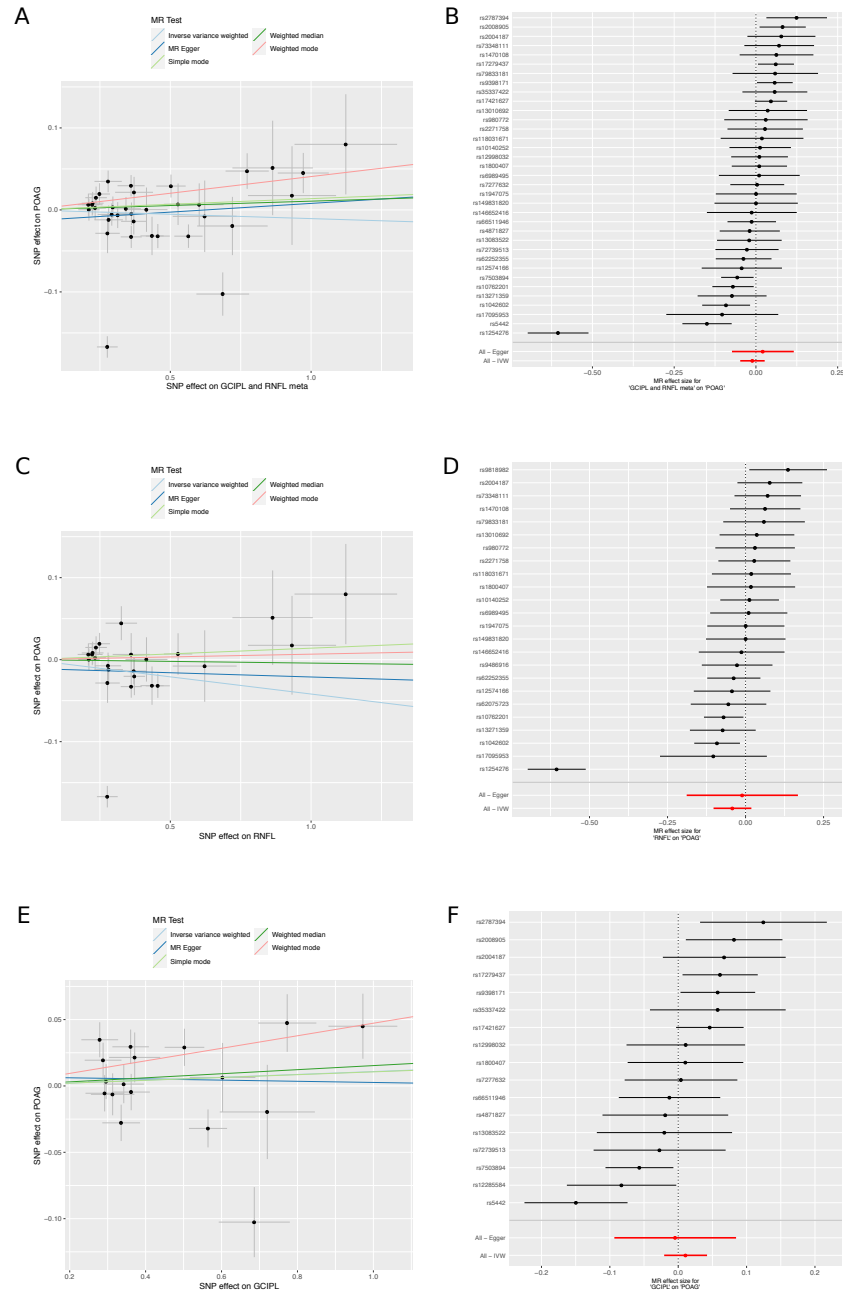 A
MR Test
Inverse variance weighted
Weighted median
MR Egger
Weighted mode
Simple mode
0.1
0.0
−0.1
SNP effect on POAG
0.5
1.0
SNP effect on GCIPL and RNFL meta
B
rs2787394
rs2008905
rs2004187
rs73348111
rs1470108
rs17279437
rs79833181
rs9398171
rs35337422
rs17421627
rs13010692
rs980772
rs2271758
rs118031671
rs10140252
rs12998032
rs1800407
rs6989495
rs7277632
rs1947075
rs149831820
rs146652416
rs66511946
rs4871827
rs13083522
rs72739513
rs62252355
rs12574166
rs7503894
rs10762201
rs13271359
rs1042602
rs17095953
rs5442
rs1254276
All − Egger
All − IVW
−0.50
−0.25
0.00
0.25
MR effect size for
'GCIPL and RNFL meta' on 'POAG'
C
MR Test
Inverse variance weighted
Weighted median
MR Egger
Weighted mode
Simple mode
0.1
0.0
−0.1
SNP effect on POAG
0.5
1.0
SNP effect on RNFL
D
rs9818982
rs2004187
rs73348111
rs1470108
rs79833181
rs13010692
rs980772
rs2271758
rs118031671
rs1800407
rs10140252
rs6989495
rs1947075
rs149831820
rs146652416
rs9486916
rs62252355
rs12574166
rs62075723
rs10762201
rs13271359
rs1042602
rs17095953
rs1254276
All − Egger
All − IVW
−0.50
−0.25
0.00
0.25
MR effect size for
'RNFL' on 'POAG'
E
MR Test
Inverse variance weighted
Weighted median
MR Egger
Weighted mode
Simple mode
0.05
0.00
−0.05
−0.10
SNP effect on POAG
0.2
0.4
0.6
0.8
1.0
SNP effect on GCIPL
F
rs2787394
rs2008905
rs2004187
rs17279437
rs9398171
rs35337422
rs17421627
rs12998032
rs1800407
rs7277632
rs66511946
rs4871827
rs13083522
rs72739513
rs7503894
rs12285584
rs5442
All − Egger
All − IVW
−0.2
−0.1
0.0
0.1
0.2
MR effect size for
'GCIPL' on 'POAG'